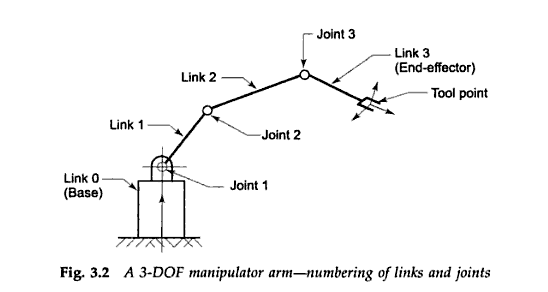 Joint 3
Link 3
(End-effector)
Link 2
Tool point
Link 1
Joint 2
Link 0
(Base)
Joint 1
Fig. 3.2 A 3-DOF manipulator arm—numbering of links and joints